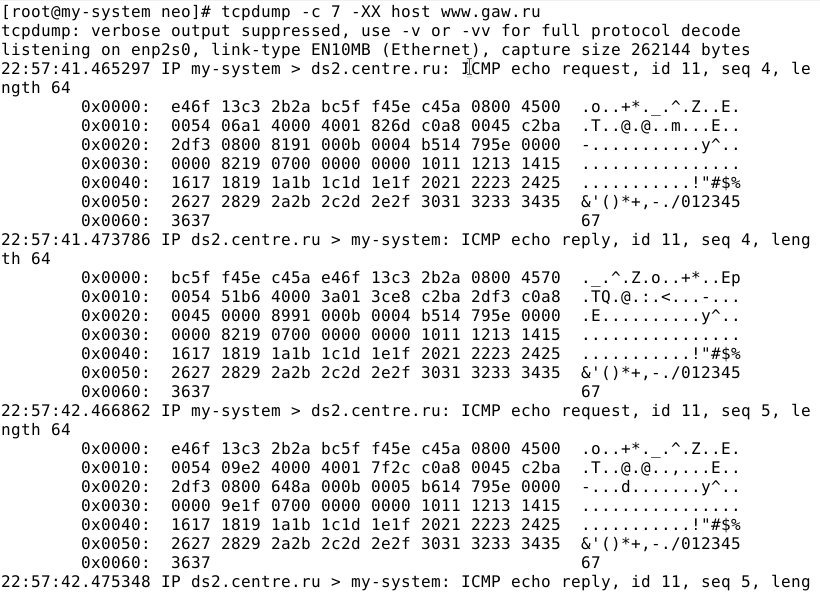 [root@my-system neo]# tcpdump -c 7 -XX host www.gaw.ru
tcpdump: verbose output suppressed, use -v or -vv for full protocol decode
listening on enp2s0, link-type EN10MB (Ethernet), capture size 262144 bytes
22:57:41.465297 IP my-system > ds2.centre.ru: ICMP echo request, id 11, seq 4, le
ngth 64
0x0000:  e46f 13c3 2b2a bc5f f45e c45a 0800 4500  .o..+*._.^.Z..E.
0x0010:  0054 06a1 4000 4001 826d c0a8 0045 c2ba  .T..@.@..m...E..
0x0020:  2df3 0800 8191 000b 0004 b514 795e 0000  -...........y^..
0x0030:  0000 8219 0700 0000 0000 1011 1213 1415  ................
0x0040:  1617 1819 1a1b 1c1d 1e1f 2021 2223 2425  ...........!"#$%
0x0050:  2627 2829 2a2b 2c2d 2e2f 3031 3233 3435  &'()*+,-./012345
0x0060:  3637                                     67
22:57:41.473786 IP ds2.centre.ru > my-system: ICMP echo reply, id 11, seq 4, leng
th 64
0x0000:  bc5f f45e c45a e46f 13c3 2b2a 0800 4570  ._.^.Z.o..+*..Ep
0x0010:  0054 51b6 4000 3a01 3ce8 c2ba 2df3 c0a8  .TQ.@.:.<...-...
0x0020:  0045 0000 8991 000b 0004 b514 795e 0000  .E..........y^..
0x0030:  0000 8219 0700 0000 0000 1011 1213 1415  ................
0x0040:  1617 1819 1a1b 1c1d 1e1f 2021 2223 2425  ...........!"#$%
0x0050:  2627 2829 2a2b 2c2d 2e2f 3031 3233 3435  &'()*+,-./012345
0x0060:  3637                                     67
22:57:42.466862 IP my-system > ds2.centre.ru: ICMP echo request, id 11, seq 5, le
ngth 64
0x0000:  e46f 13c3 2b2a bc5f f45e c45a 0800 4500  .o..+*._.^.Z..E.
0x0010:  0054 09e2 4000 4001 7f2c c0a8 0045 c2ba  .T..@.@..,...E..
0x0020:  2df3 0800 648a 000b 0005 b614 795e 0000  -...d.......y^..
0x0030:  0000 9e1f 0700 0000 0000 1011 1213 1415  ................
0x0040:  1617 1819 1a1b 1c1d 1e1f 2021 2223 2425  ...........!"#$%
0x0050:  2627 2829 2a2b 2c2d 2e2f 3031 3233 3435  &'()*+,-./012345
0x0060:  3637                                     67
22:57:42.475348 IP ds2.centre.ru > my-system: ICMP echo reply, id 11, seq 5, leng